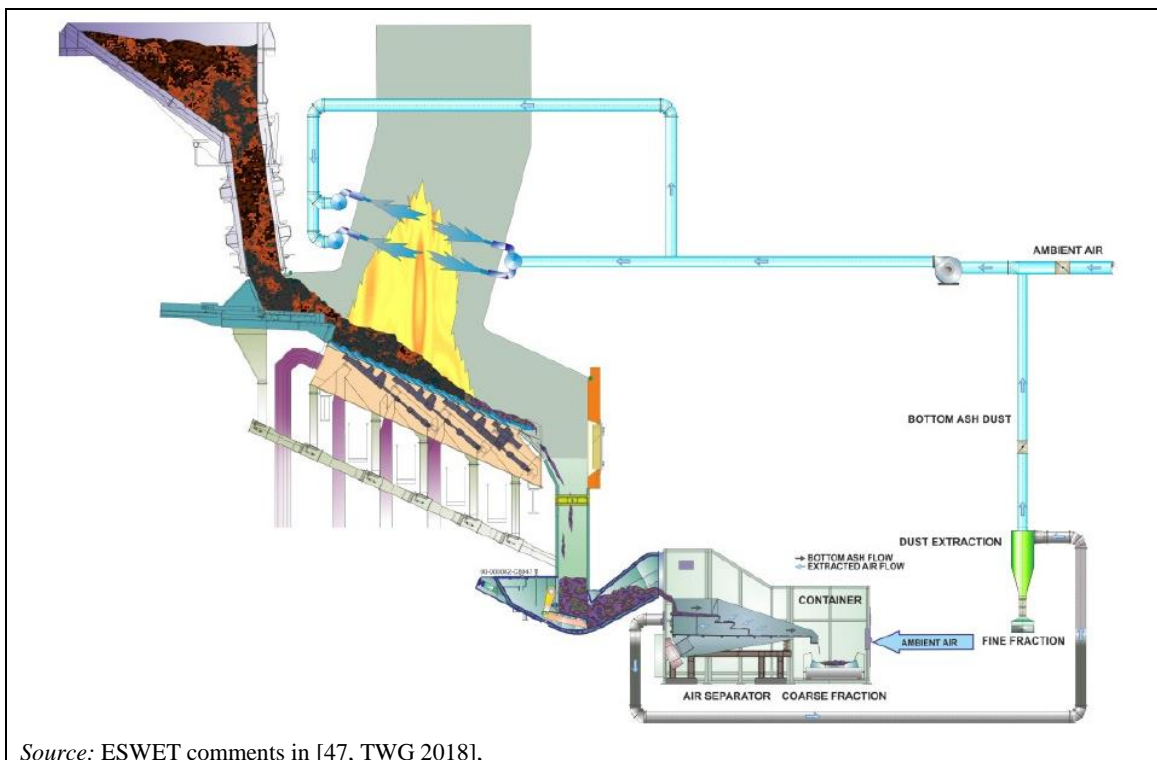 AMBIENT AIR
BOTTOM ASH DUST
DUST EXTRACTION
BOTTOM ASH FLOW
EXTRACTED AIR FLOW
CONTAINER
AMBIENT AIR
FINE FRACTION
AIR SEPARATOR COARSE FRACTION
Source: ESWET comments in [47, TWG 2018],